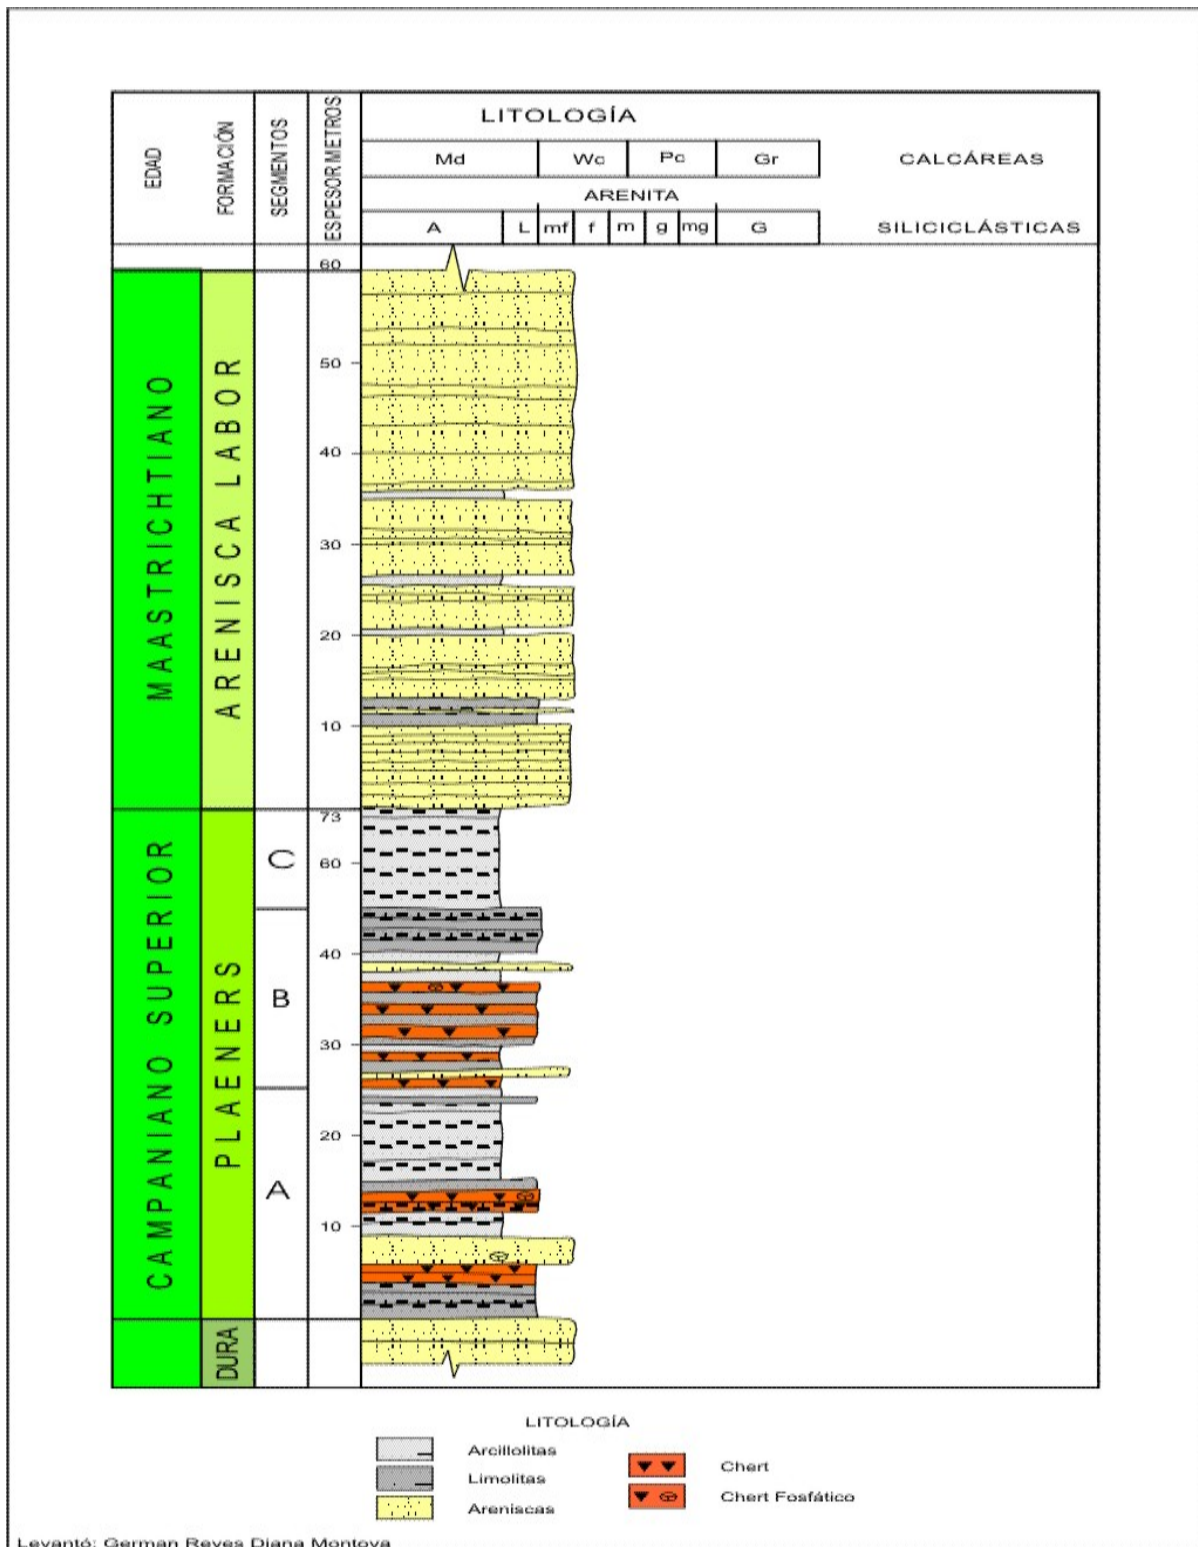 LITOLOGÍA
EDAD
FORMACIÓN
SEGMENTOS
ESPESOR METROS
Md Wc Pc Gr CALCÁREAS
ARENITA
A L mf f m g mg G SILICICLÁSTICAS
60
50
40
30
20
10
MAASTRICHTIANO
ARENISCA LABOR
73
60
40
30
20
10
CAMPANIANO SUPERIOR
PLAENERS
C
B
A
DURA
LITOLOGÍA
Arcillolitas
Limolitas
Areniscas
Chert
Chert Fosfático
Levantó: German Reyes Diana Montoya